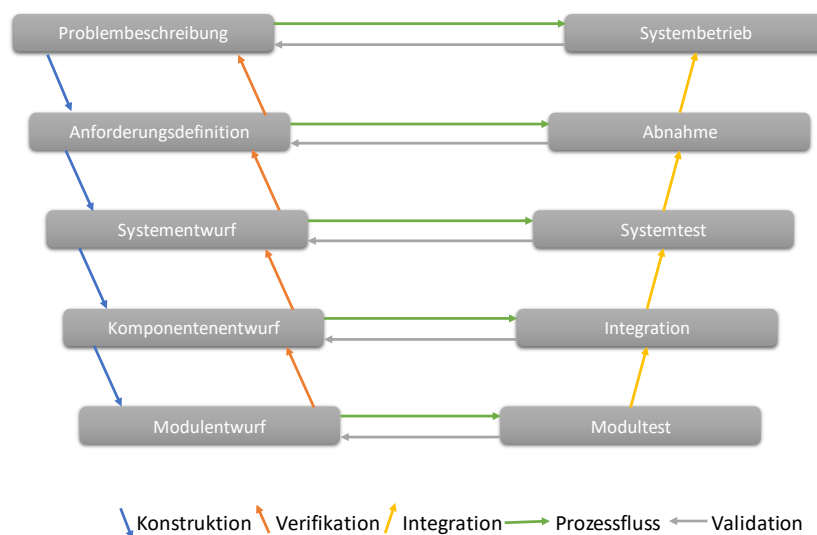 Problembeschreibung Systembetrieb
Anforderungsdefinition Abnahme
Systementwurf Systemtest
Komponentenentwurf Integration
Modulentwurf Modultest
Konstruktion Verifikation Integration Prozessfluss Validation